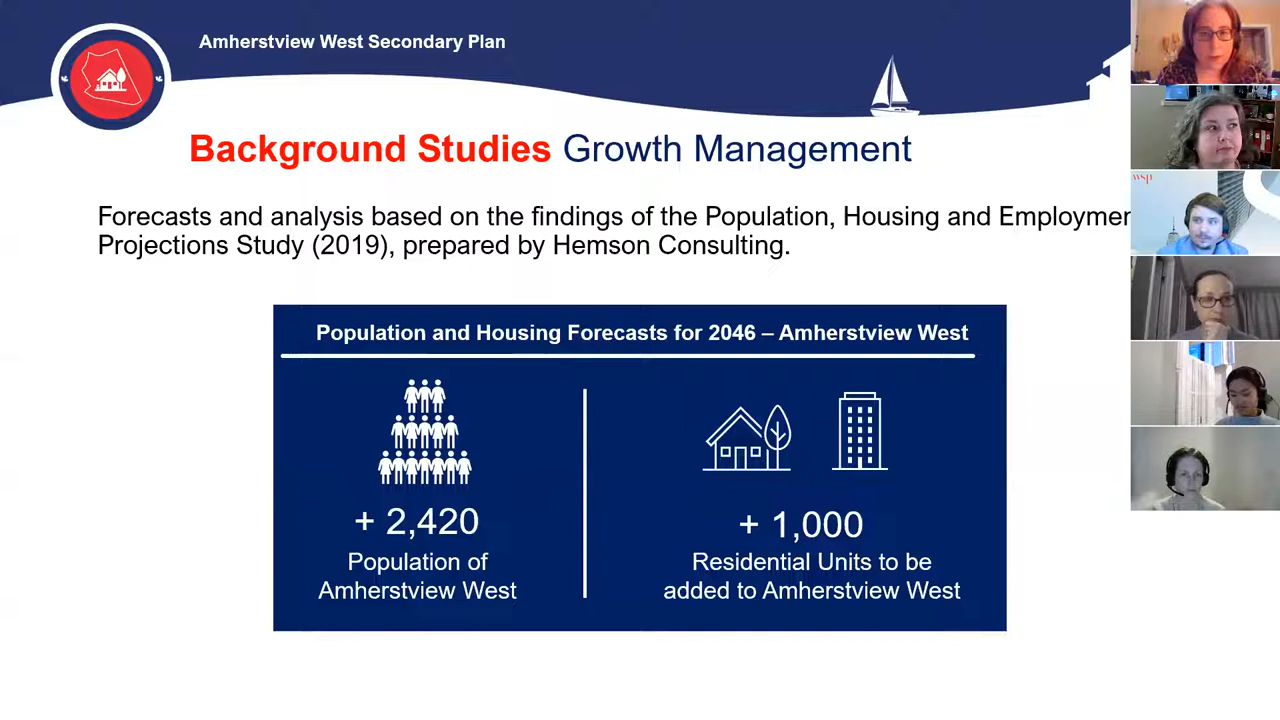 Amherstview West Secondary Plan
Background Studies Growth Management
Forecasts and analysis based on the findings of the Population, Housing and Employmen
Projections Study (2019), prepared by Hemson Consulting.
Population and Housing Forecasts for 2046 – Amherstview West
+ 2,420
Population of
Amherstview West
+ 1,000
Residential Units to be
added to Amherstview West
wsp